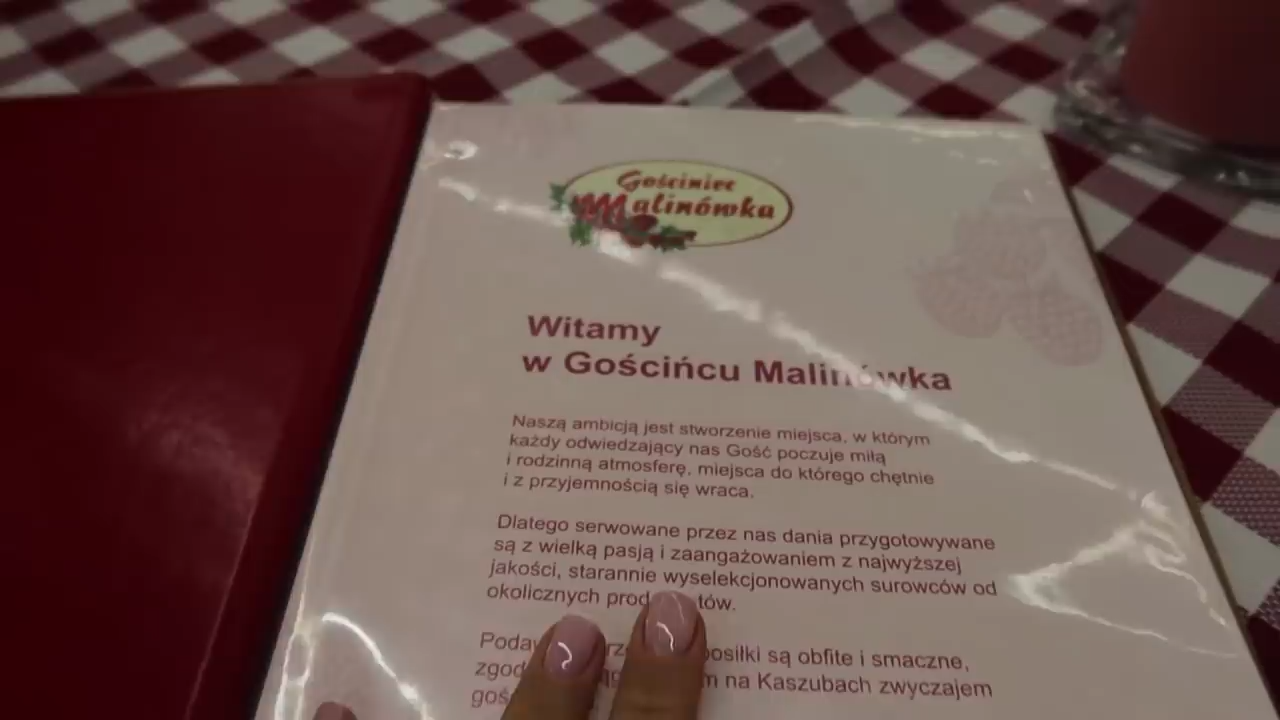 Gościniec
Malinówka
Witamy
w Gościńcu Malinówka
Naszą ambicją jest stworzenie miejsca, w którym
każdy odwiedzający nas Gość poczuje miłą
i rodzinną atmosferę, miejsca do którego chętnie
i z przyjemnością się wraca.
Dlatego serwowane przez nas dania przygotowywane
są z wielką pasją i zaangażowaniem z najwyższej
jakości, starannie wyselekcjonowanych surowców od
okolicznych
posiłki są obfite i smaczne,
na Kaszubach zwyczajem